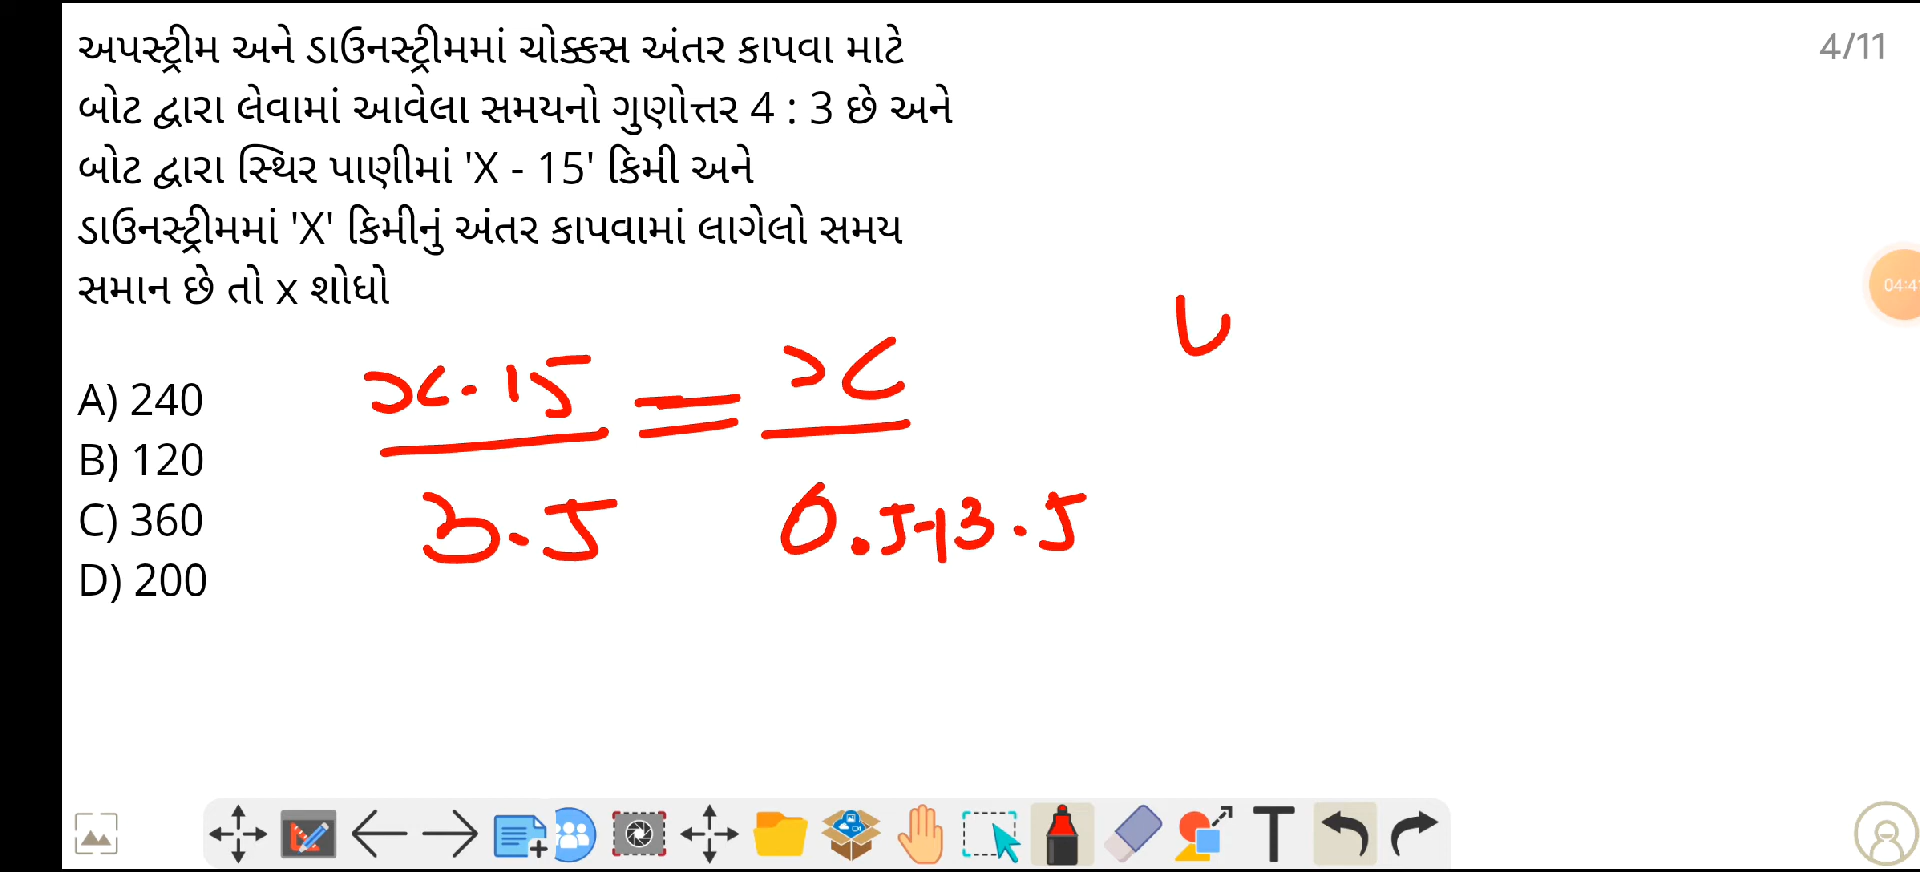 અપસ્ટ્રીમ અને ડાઉનસ્ટ્રીમમાં ચોક્કસ અંતર કાપવા માટે
4/11
બોટ દ્વારા લેવામાં આવેલા સમયનો ગુણોત્તર 4 : 3 છે અને
બોટ દ્વારા સ્થિર પાણીમાં 'X - 15' કિમી અને
ડાઉનસ્ટ્રીમમાં 'X' કિમીનું અંતર કાપવામાં લાગેલો સમય
સમાન છે તો x શોધો
x-15 = x
3.5 0.5+3.5
A) 240
B) 120
C) 360
D) 200
T